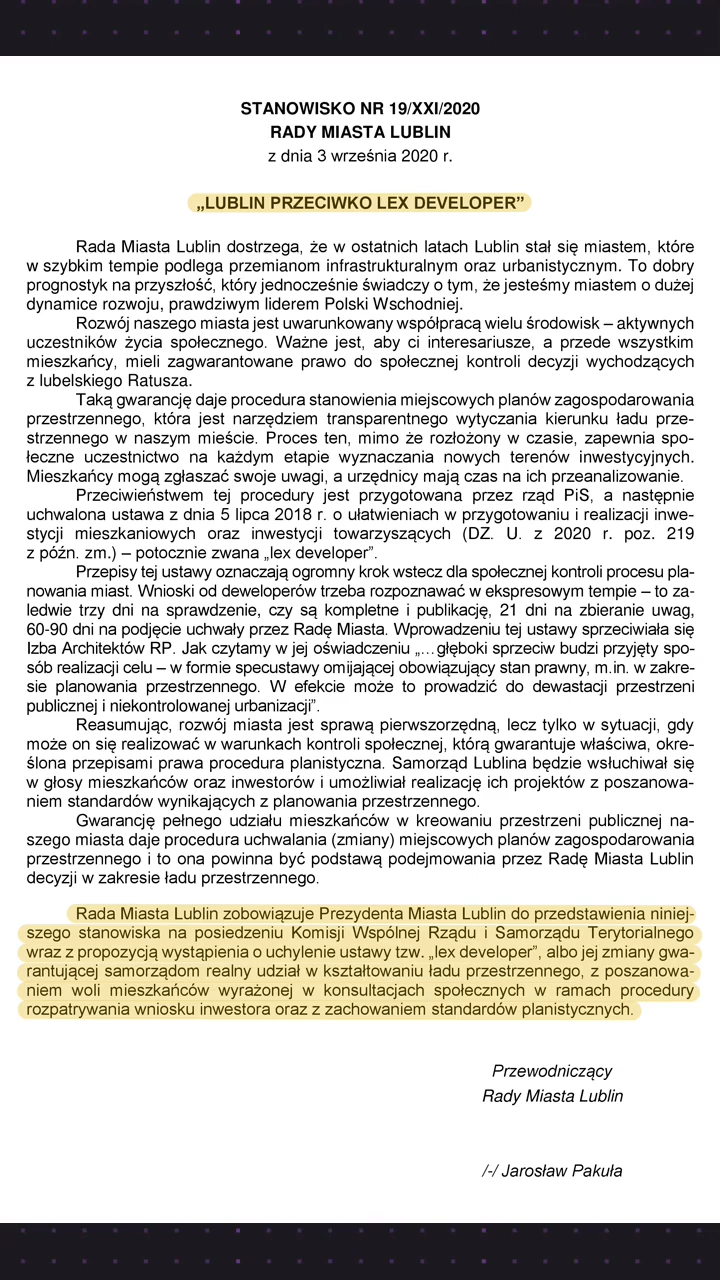 STANOWISKO NR 19/XXI/2020
RADY MIASTA LUBLIN
z dnia 3 września 2020 r.
„LUBLIN PRZECIWKO LEX DEVELOPER”
Rada Miasta Lublin dostrzega, że w ostatnich latach Lublin stał się miastem, które
w szybkim tempie podlega przemianom infrastrukturalnym oraz urbanistycznym. To dobry
prognostyk na przyszłość, który jednocześnie świadczy o tym, że jesteśmy miastem o dużej
dynamice rozwoju, prawdziwym liderem Polski Wschodniej.
Rozwój naszego miasta jest uwarunkowany współpracą wielu środowisk – aktywnych
uczestników życia społecznego. Ważne jest, aby ci interesariusze, a przede wszystkim
mieszkańcy, mieli zagwarantowane prawo do społecznej kontroli decyzji wychodzących
z lubelskiego Ratusza.
Taką gwarancję daje procedura stanowienia miejscowych planów zagospodarowania
przestrzennego, która jest narzędziem transparentnego wytyczania kierunku ładu prze-
strzennego w naszym mieście. Proces ten, mimo że rozłożony w czasie, zapewnia spo-
łeczne uczestnictwo na każdym etapie wyznaczania nowych terenów inwestycyjnych.
Mieszkańcy mogą zgłaszać swoje uwagi, a urzędnicy mają czas na ich przeanalizowanie.
Przeciwieństwem tej procedury jest przygotowana przez rząd PiS, a następnie
uchwalona ustawa z dnia 5 lipca 2018 r. o ułatwieniach w przygotowaniu i realizacji inwe-
stycji mieszkaniowych oraz inwestycji towarzyszących (DZ. U. z 2020 r. poz. 219
z późn. zm.) – potocznie zwana „lex developer”.
Przepisy tej ustawy oznaczają ogromny krok wstecz dla społecznej kontroli procesu pla-
nowania miast. Wnioski od deweloperów trzeba rozpoznawać w ekspresowym tempie – to za-
ledwie trzy dni na sprawdzenie, czy są kompletne i publikację, 21 dni na zbieranie uwag,
60-90 dni na podjęcie uchwały przez Radę Miasta. Wprowadzeniu tej ustawy sprzeciwiała się
Izba Architektów RP. Jak czytamy w jej oświadczeniu „…głęboki sprzeciw budzi przyjęty spo-
sób realizacji celu – w formie specustawy omijającej obowiązujący stan prawny, m.in. w zakre-
sie planowania przestrzennego. W efekcie może to prowadzić do dewastacji przestrzeni
publicznej i niekontrolowanej urbanizacji”.
Reasumując, rozwój miasta jest sprawą pierwszorzędną, lecz tylko w sytuacji, gdy
może on się realizować w warunkach kontroli społecznej, którą gwarantuje właściwa, okre-
ślona przepisami prawa procedura planistyczna. Samorząd Lublina będzie wsłuchiwał się
w głosy mieszkańców oraz inwestorów i umożliwiał realizację ich projektów z poszanowa-
niem standardów wynikających z planowania przestrzennego.
Gwarancję pełnego udziału mieszkańców w kreowaniu przestrzeni publicznej na-
szego miasta daje procedura uchwalania (zmiany) miejscowych planów zagospodarowania
przestrzennego i to ona powinna być podstawą podejmowania przez Radę Miasta Lublin
decyzji w zakresie ładu przestrzennego.
Rada Miasta Lublin zobowiązuje Prezydenta Miasta Lublin do przedstawienia niniej-
szego stanowiska na posiedzeniu Komisji Wspólnej Rządu i Samorządu Terytorialnego
wraz z propozycją wystąpienia o uchylenie ustawy tzw. „lex developer”, albo jej zmiany gwa-
rantującej samorządom realny udział w kształtowaniu ładu przestrzennego, z poszanowa-
niem woli mieszkańców wyrażonej w konsultacjach społecznych w ramach procedury
rozpatrywania wniosku inwestora oraz z zachowaniem standardów planistycznych.
Przewodniczący
Rady Miasta Lublin
/-/ Jarosław Pakuła